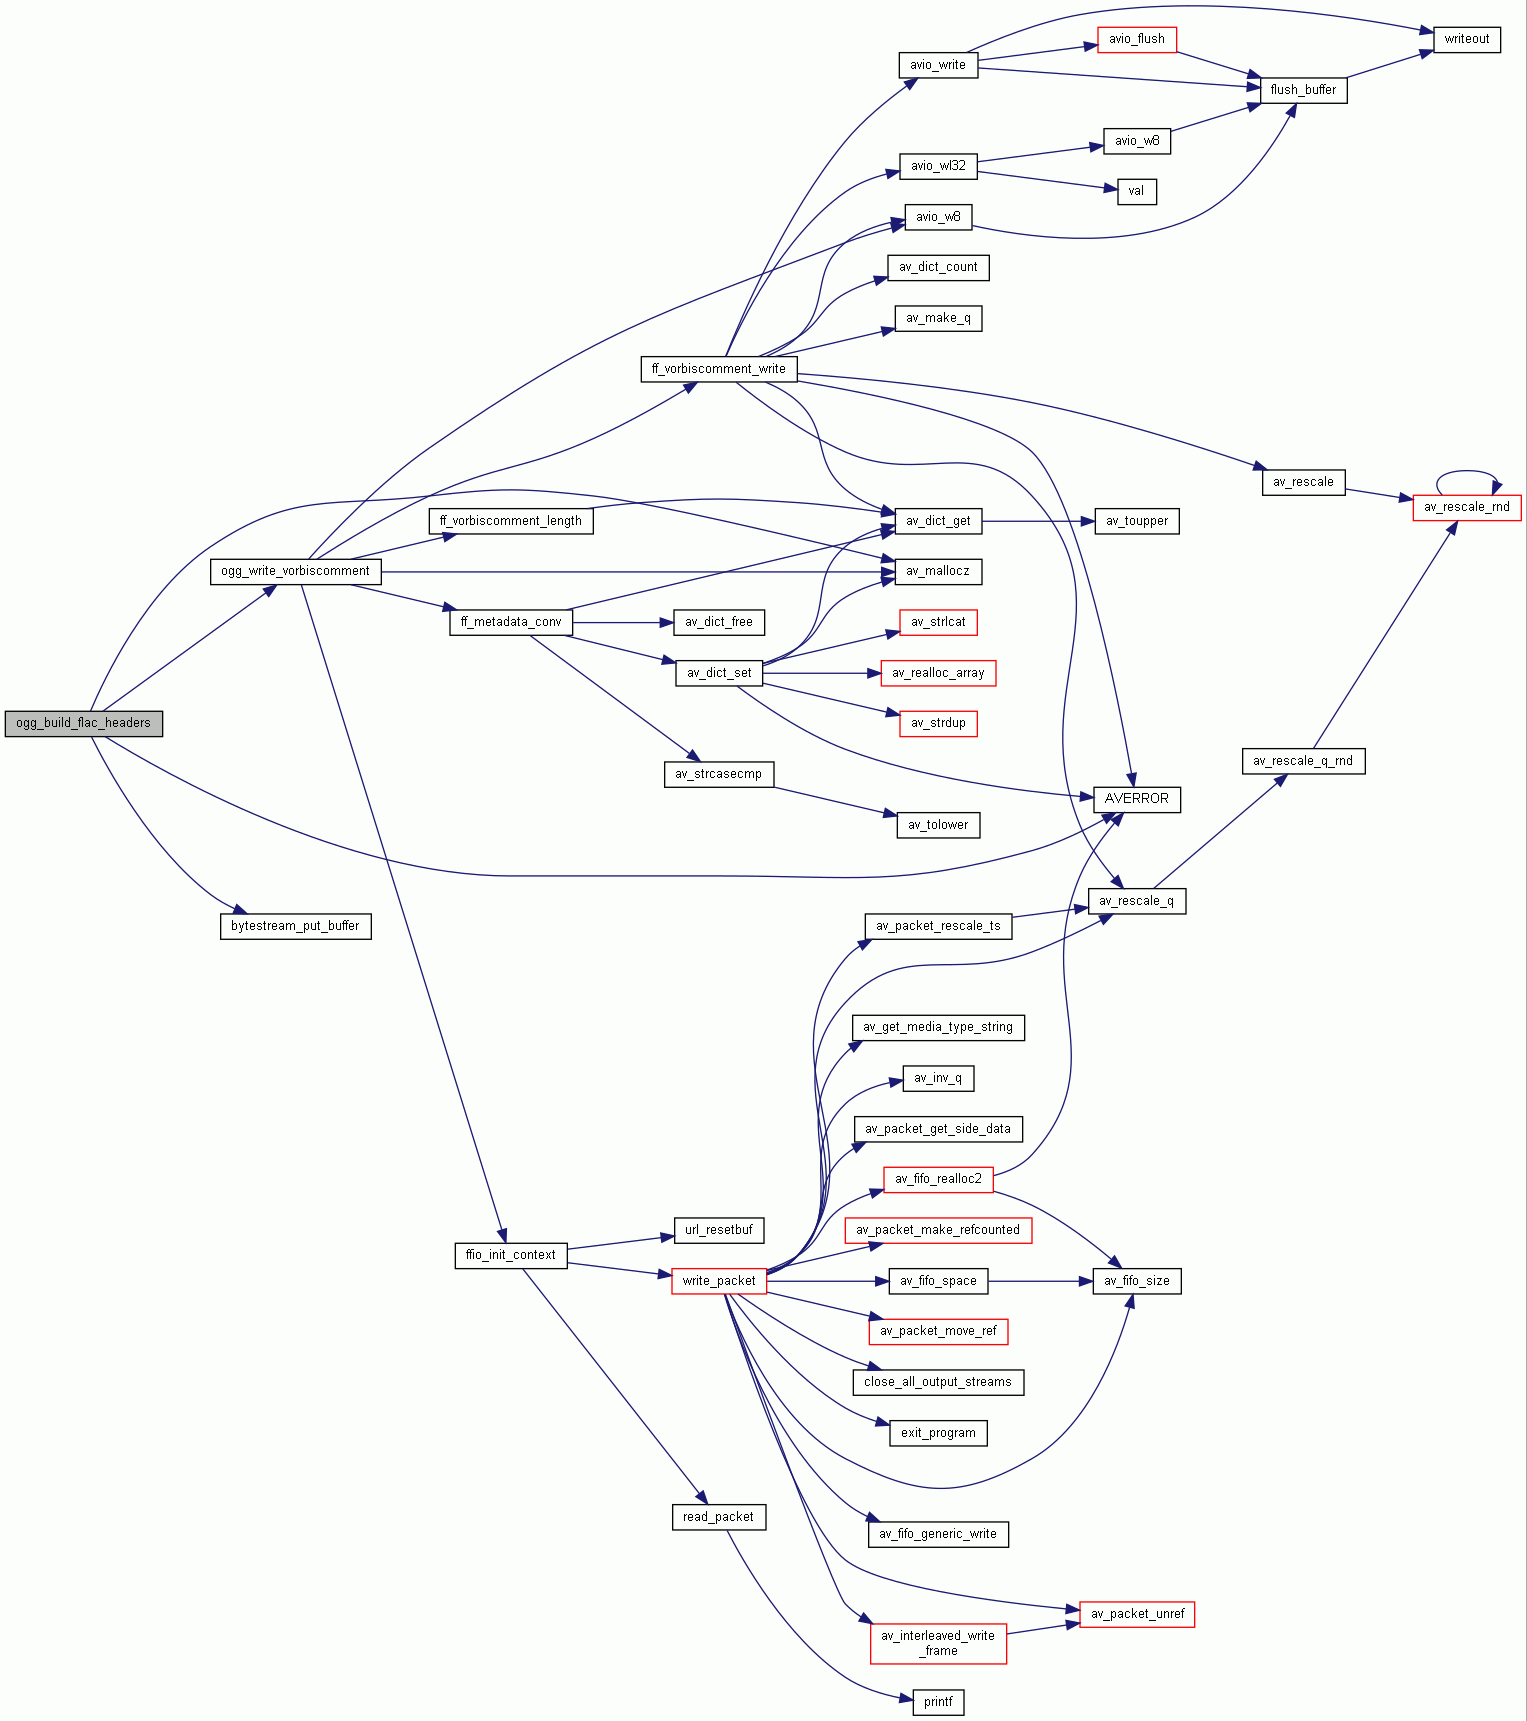 writeout
avio_flush
avio_write
flush_buffer
avio_w8
avio_wl32
val
avio_w8
av_dict_count
av_make_q
ff_vorbiscomment_write
av_rescale
av_rescale_rnd
ff_vorbiscomment_length
av_dict_get
av_toupper
ogg_write_vorbiscomment
av_mallocz
ff_metadata_conv
av_dict_free
av_strlcat
av_dict_set
av_realloc_array
ogg_build_flac_headers
av_strdup
av_rescale_q_rnd
av_strcasecmp
AVERROR
av_tolower
av_rescale_q
bytestream_put_buffer
av_packet_rescale_ts
av_get_media_type_string
av_inv_q
av_packet_get_side_data
av_fifo_realloc2
url_resetbuf
av_packet_make_refcounted
ffio_init_context
write_packet
av_fifo_space
av_fifo_size
av_packet_move_ref
close_all_output_streams
exit_program
read_packet
av_fifo_generic_write
av_packet_unref
av_interleaved_write
_frame
printf